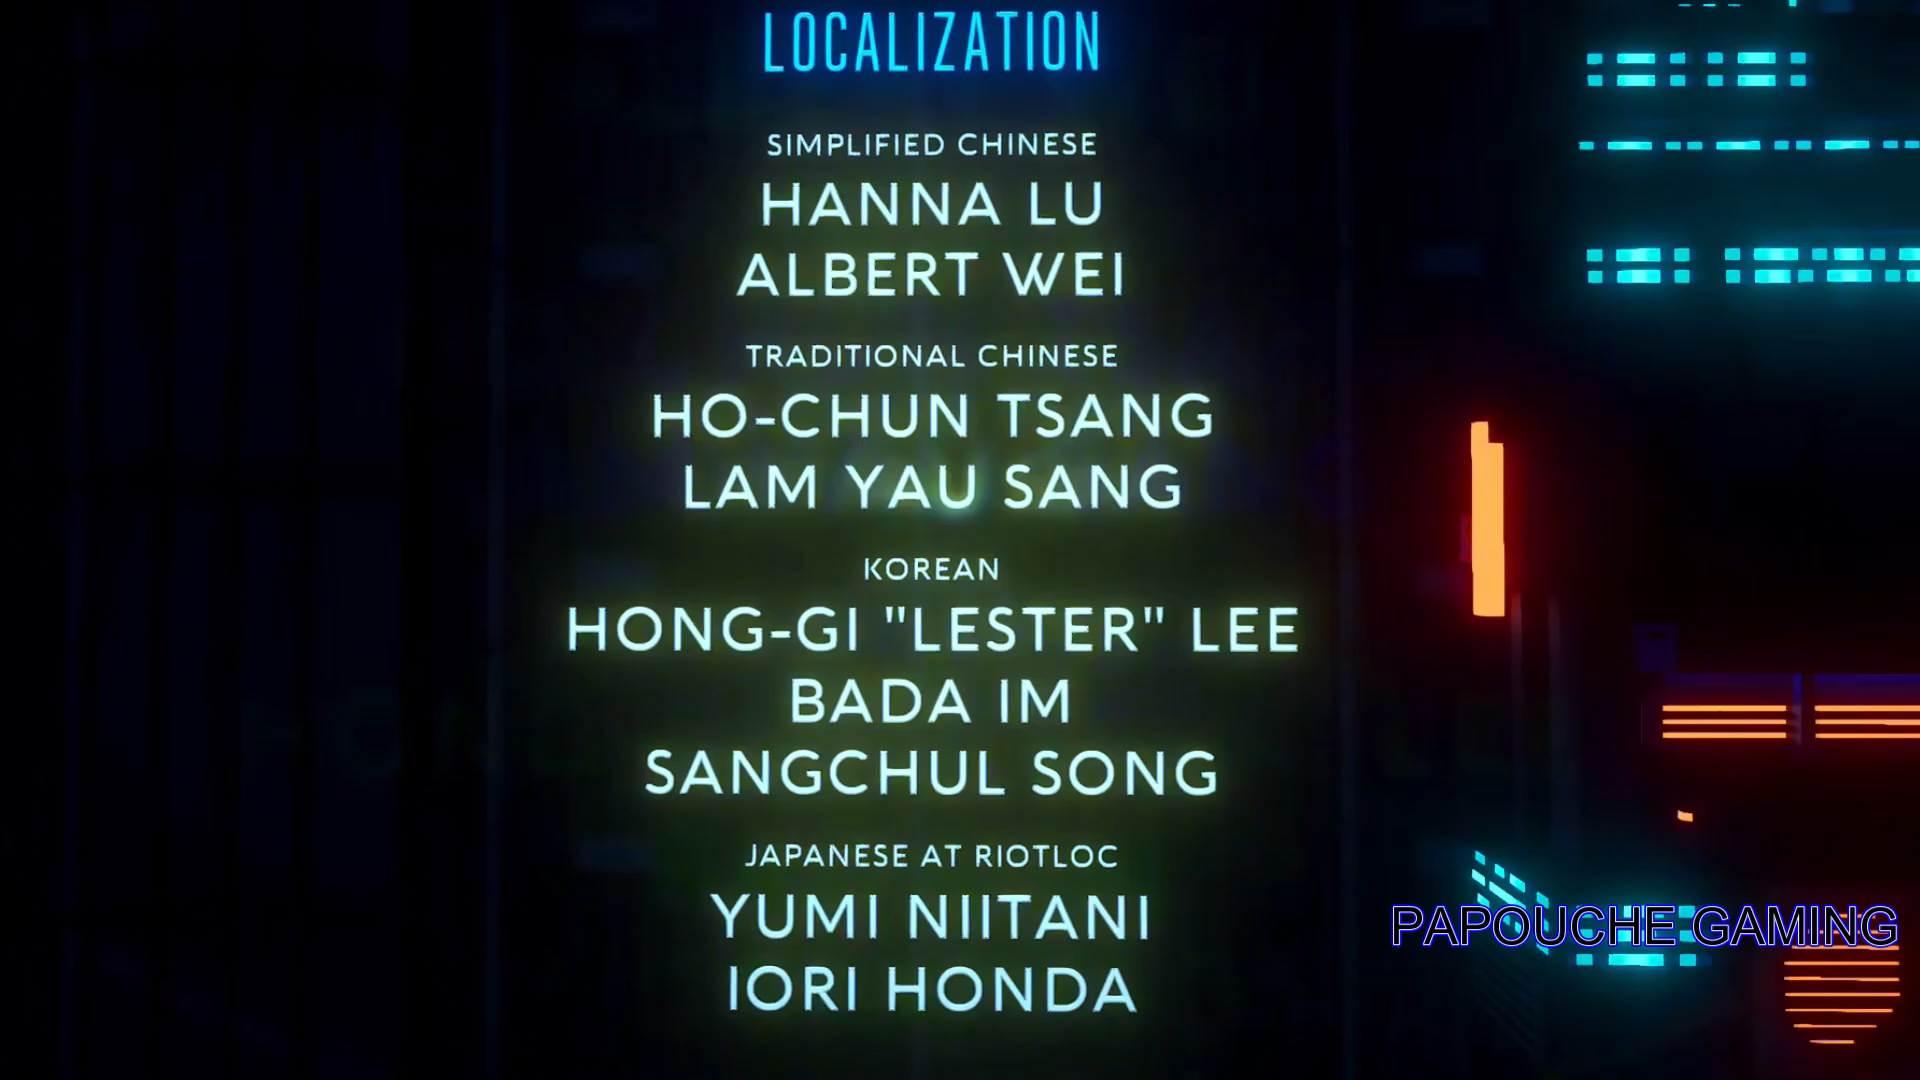 LOCALIZATION
SIMPLIFIED CHINESE
HANNA LU
ALBERT WEI
TRADITIONAL CHINESE
HO-CHUN TSANG
LAM YAU SANG
KOREAN
HONG-GI "LESTER" LEE
BADA IM
SANGCHUL SONG
JAPANESE AT RIOTLOC
YUMI NIITANI
IORI HONDA
PAPOUCHE GAMING